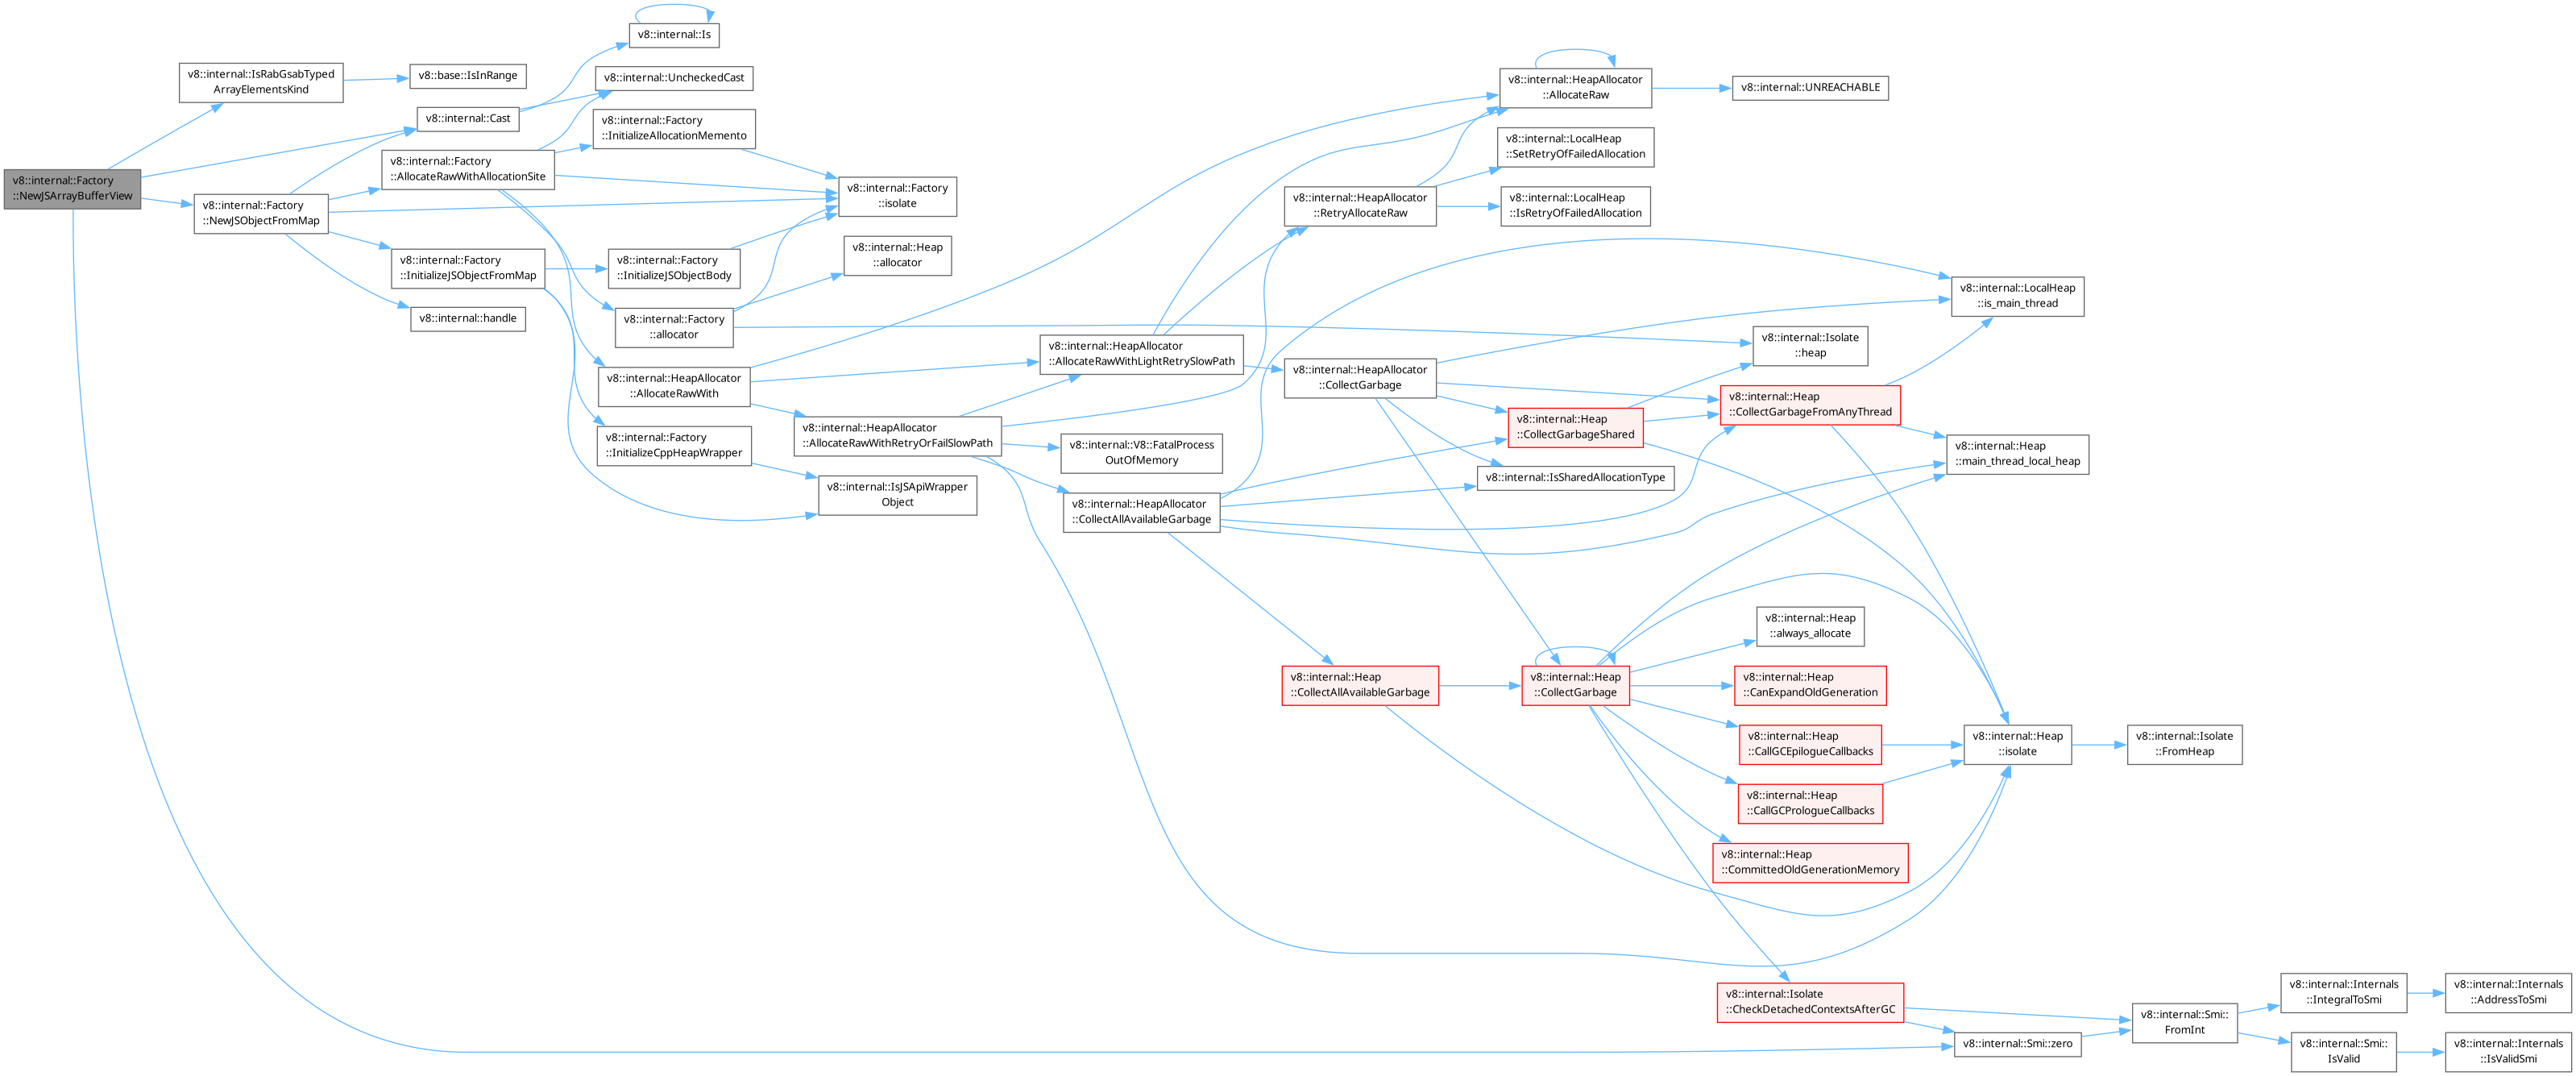 v8::internal::Factory
::NewJSArrayBufferView
v8::internal::IsRabGsabTyped
ArrayElementsKind
v8::base::IsInRange
v8::internal::Cast
v8::internal::Is
v8::internal::UncheckedCast
v8::internal::Factory
::NewJSObjectFromMap
v8::internal::Factory
::AllocateRawWithAllocationSite
v8::internal::Factory
::InitializeAllocationMemento
v8::internal::Factory
::isolate
v8::internal::Factory
::InitializeJSObjectFromMap
v8::internal::handle
v8::internal::Factory
::InitializeJSObjectBody
v8::internal::Heap
::allocator
v8::internal::Factory
::allocator
v8::internal::HeapAllocator
::AllocateRawWith
v8::internal::Factory
::InitializeCppHeapWrapper
v8::internal::IsJSApiWrapper
Object
v8::internal::HeapAllocator
::AllocateRawWithRetryOrFailSlowPath
v8::internal::HeapAllocator
::AllocateRawWithLightRetrySlowPath
v8::internal::V8::FatalProcess
OutOfMemory
v8::internal::HeapAllocator
::CollectAllAvailableGarbage
v8::internal::HeapAllocator
::RetryAllocateRaw
v8::internal::HeapAllocator
::CollectGarbage
v8::internal::Heap
::CollectAllAvailableGarbage
v8::internal::HeapAllocator
::AllocateRaw
v8::internal::UNREACHABLE
v8::internal::LocalHeap
::SetRetryOfFailedAllocation
v8::internal::LocalHeap
::IsRetryOfFailedAllocation
v8::internal::Heap
::CollectGarbageShared
v8::internal::IsSharedAllocationType
v8::internal::Heap
::CollectGarbage
v8::internal::Isolate
::heap
v8::internal::Heap
::CollectGarbageFromAnyThread
v8::internal::LocalHeap
::is_main_thread
v8::internal::Heap
::main_thread_local_heap
v8::internal::Heap
::always_allocate
v8::internal::Heap
::CanExpandOldGeneration
v8::internal::Heap
::CallGCEpilogueCallbacks
v8::internal::Heap
::CallGCPrologueCallbacks
v8::internal::Heap
::CommittedOldGenerationMemory
v8::internal::Heap
::isolate
v8::internal::Isolate
::FromHeap
v8::internal::Isolate
::CheckDetachedContextsAfterGC
v8::internal::Smi::zero
v8::internal::Smi::
FromInt
v8::internal::Internals
::IntegralToSmi
v8::internal::Internals
::AddressToSmi
v8::internal::Smi::
IsValid
v8::internal::Internals
::IsValidSmi